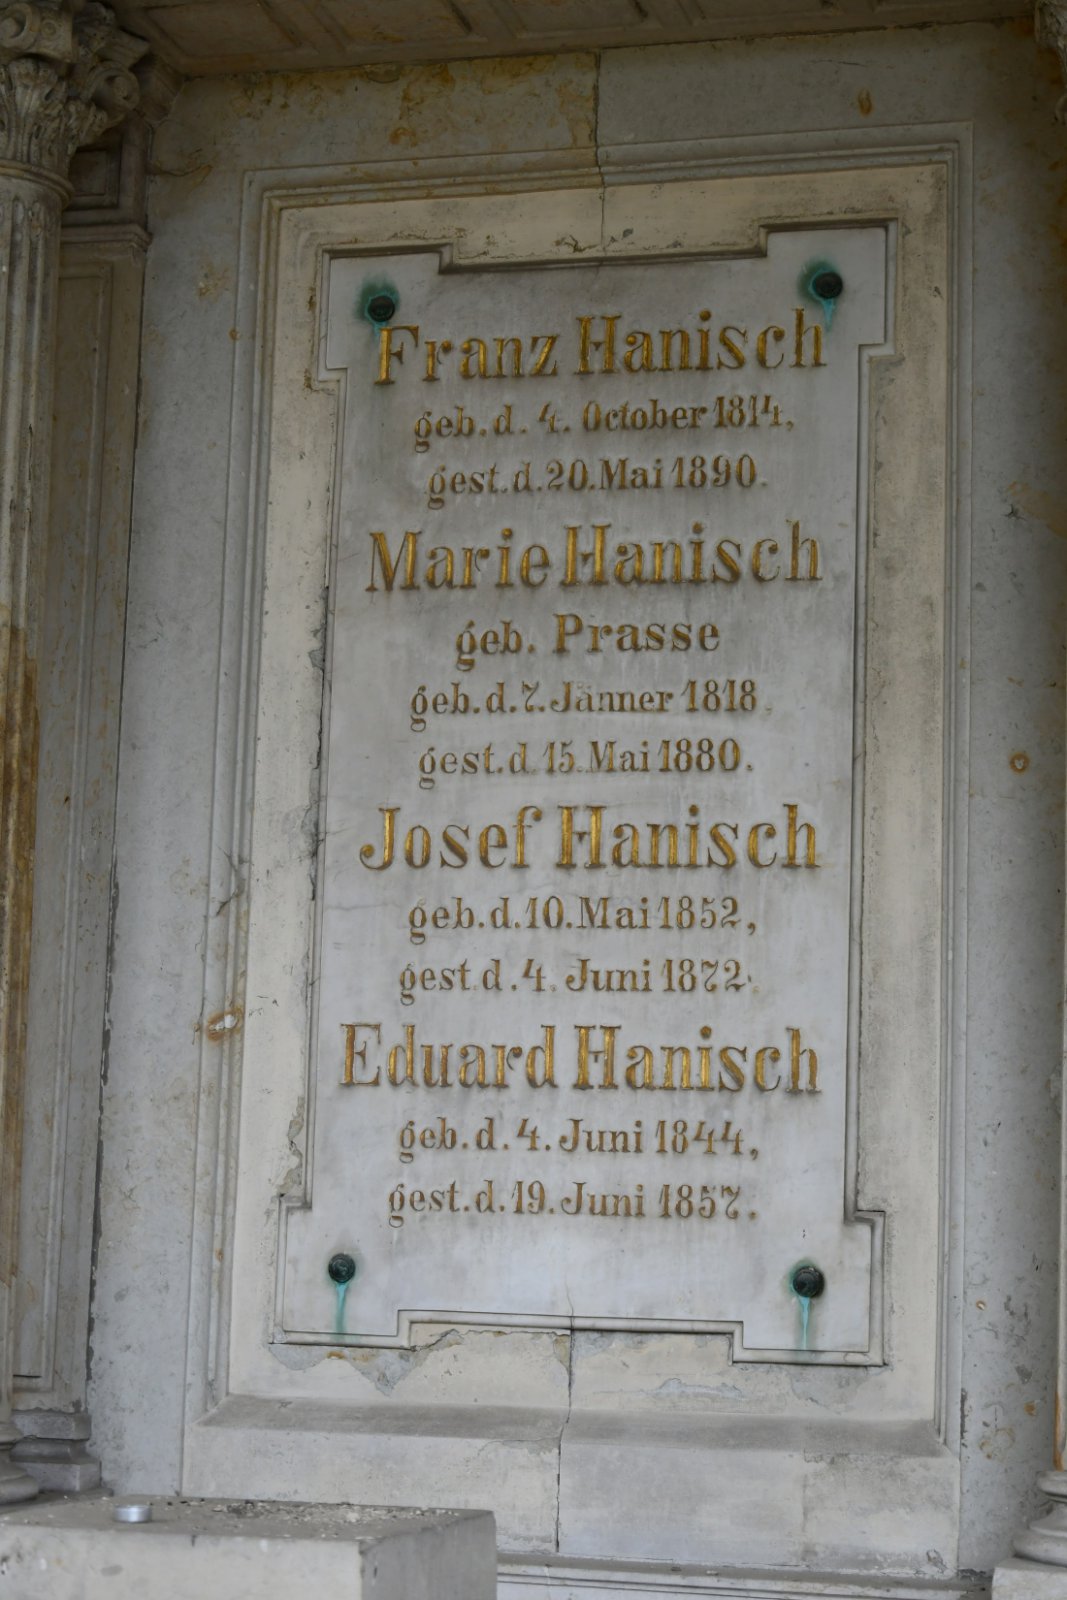 Franz Hanisch
geb. d. 4. October 1814,
gest. d. 20. Mai 1890.
Marie Hanisch
geb. Prasse
geb. d. 7. Jänner 1818.
gest. d. 15. Mai 1880.
Josef Hanisch
geb. d. 10. Mai 1852,
gest. d. 4. Juni 1872.
Eduard Hanisch
geb. d. 4. Juni 1844,
gest. d. 19. Juni 1857.